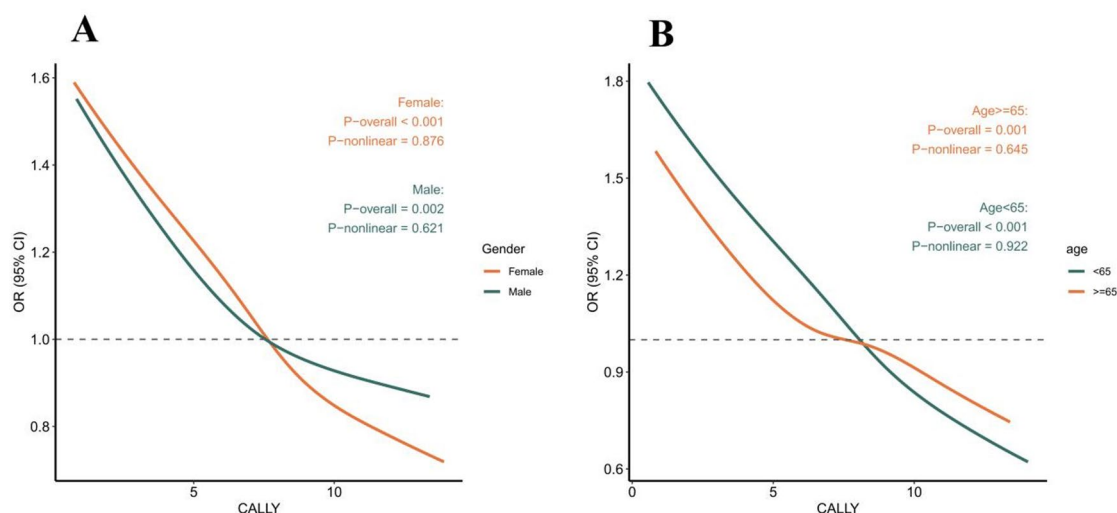 A
1.6
1.4
1.2
1.0
0.8
OR (95% CI)
Female:
P−overall < 0.001
P−nonlinear = 0.876
Male:
P−overall = 0.002
P−nonlinear = 0.621
Gender
Female
Male
5
10
CALLY
B
1.8
1.5
1.2
0.9
0.6
OR (95% CI)
Age>=65:
P−overall = 0.001
P−nonlinear = 0.645
Age<65:
P−overall < 0.001
P−nonlinear = 0.922
age
<65
>=65
0
5
10
CALLY